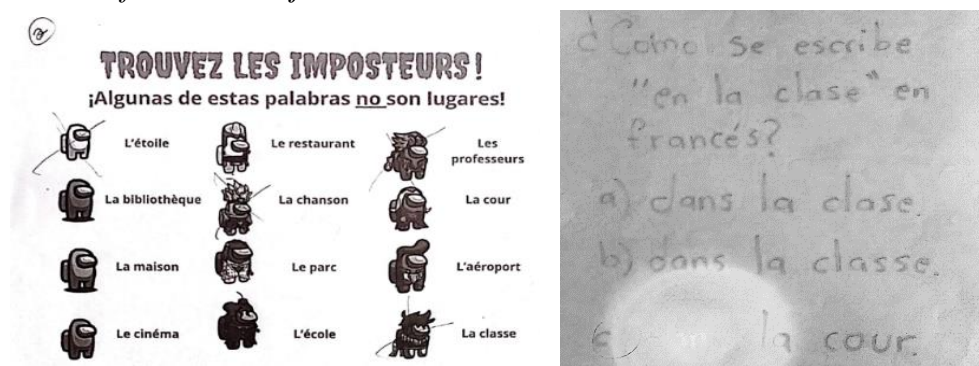 TROUVEZ LES IMPOSTEURS!
¡Algunas de estas palabras no son lugares!
L'étoile
Le restaurant
Les
professeurs
La bibliothèque
La chanson
La cour
La maison
Le parc
L'aéroport
Le cinéma
L'école
La classe
¿Como se escribe
"en la clase" en
francés?
a) dans la clase.
b) dans la classe.
la cour.